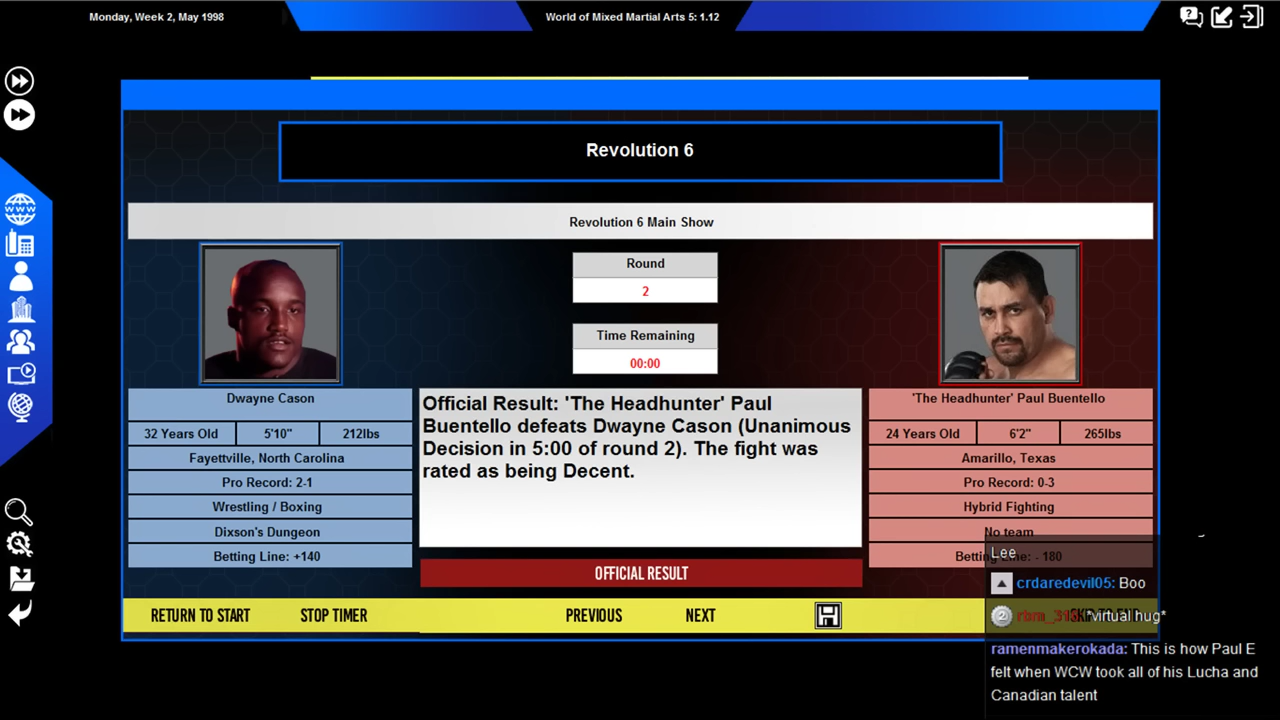 Monday, Week 2, May 1998
World of Mixed Martial Arts 5: 1.12
Revolution 6
Revolution 6 Main Show
Round
2
Time Remaining
00:00
Dwayne Cason
32 Years Old
5'10"
212lbs
Fayettville, North Carolina
Pro Record: 2-1
Wrestling / Boxing
Dixson's Dungeon
Betting Line: +140
Official Result: 'The Headhunter' Paul
Buentello defeats Dwayne Cason (Unanimous
Decision in 5:00 of round 2). The fight was
rated as being Decent.
OFFICIAL RESULT
'The Headhunter' Paul Buentello
24 Years Old
6'2"
265lbs
Amarillo, Texas
Pro Record: 0-3
Hybrid Fighting
No team
Betting Line: - 180
RETURN TO START
STOP TIMER
PREVIOUS
NEXT
Lee
crdaredevil05: Boo
*virtual hug*
ramenmakerokada: This is how Paul E
felt when WCW took all of his Lucha and
Canadian talent
www